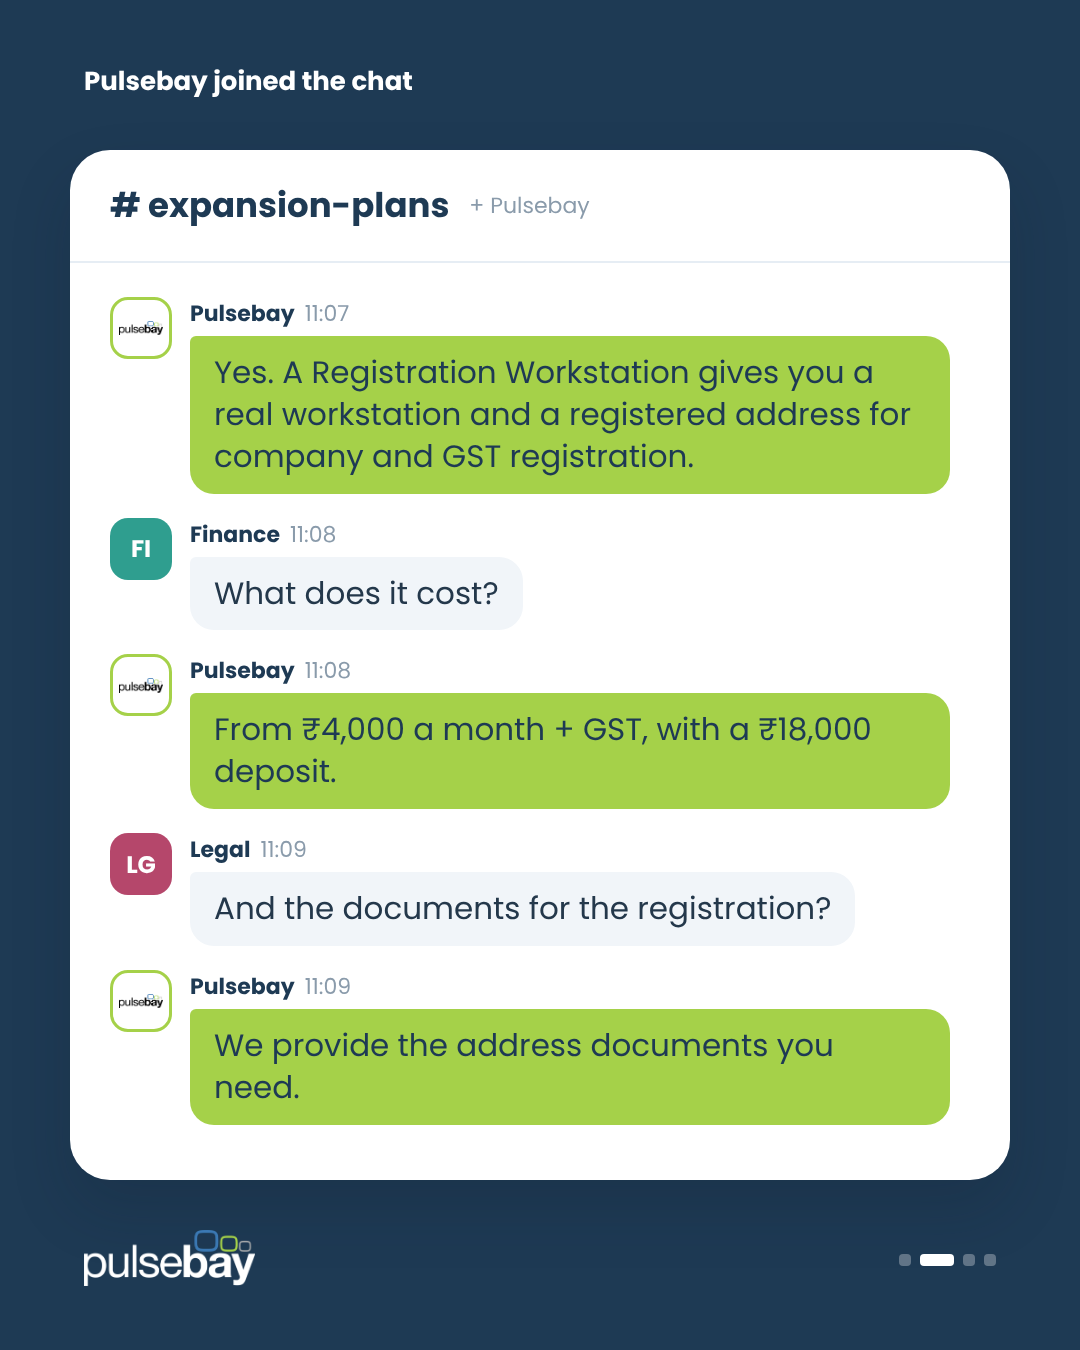 Pulsebay joined the chat
# expansion-plans + Pulsebay
pulsebay
Pulsebay 11:07
Yes. A Registration Workstation gives you a
real workstation and a registered address for
company and GST registration.
FI
Finance 11:08
What does it cost?
pulsebay
Pulsebay 11:08
From ₹4,000 a month + GST, with a ₹18,000
deposit.
LG
Legal 11:09
And the documents for the registration?
pulsebay
Pulsebay 11:09
We provide the address documents you
need.
pulsebay